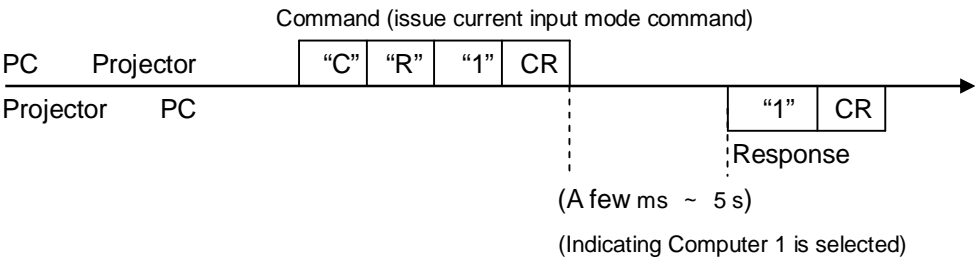 Command (issue current input mode command)
PC Projector “C” “R” “1” CR
Projector PC “1” CR
Response
(A few ms ~ 5 s)
(Indicating Computer 1 is selected)